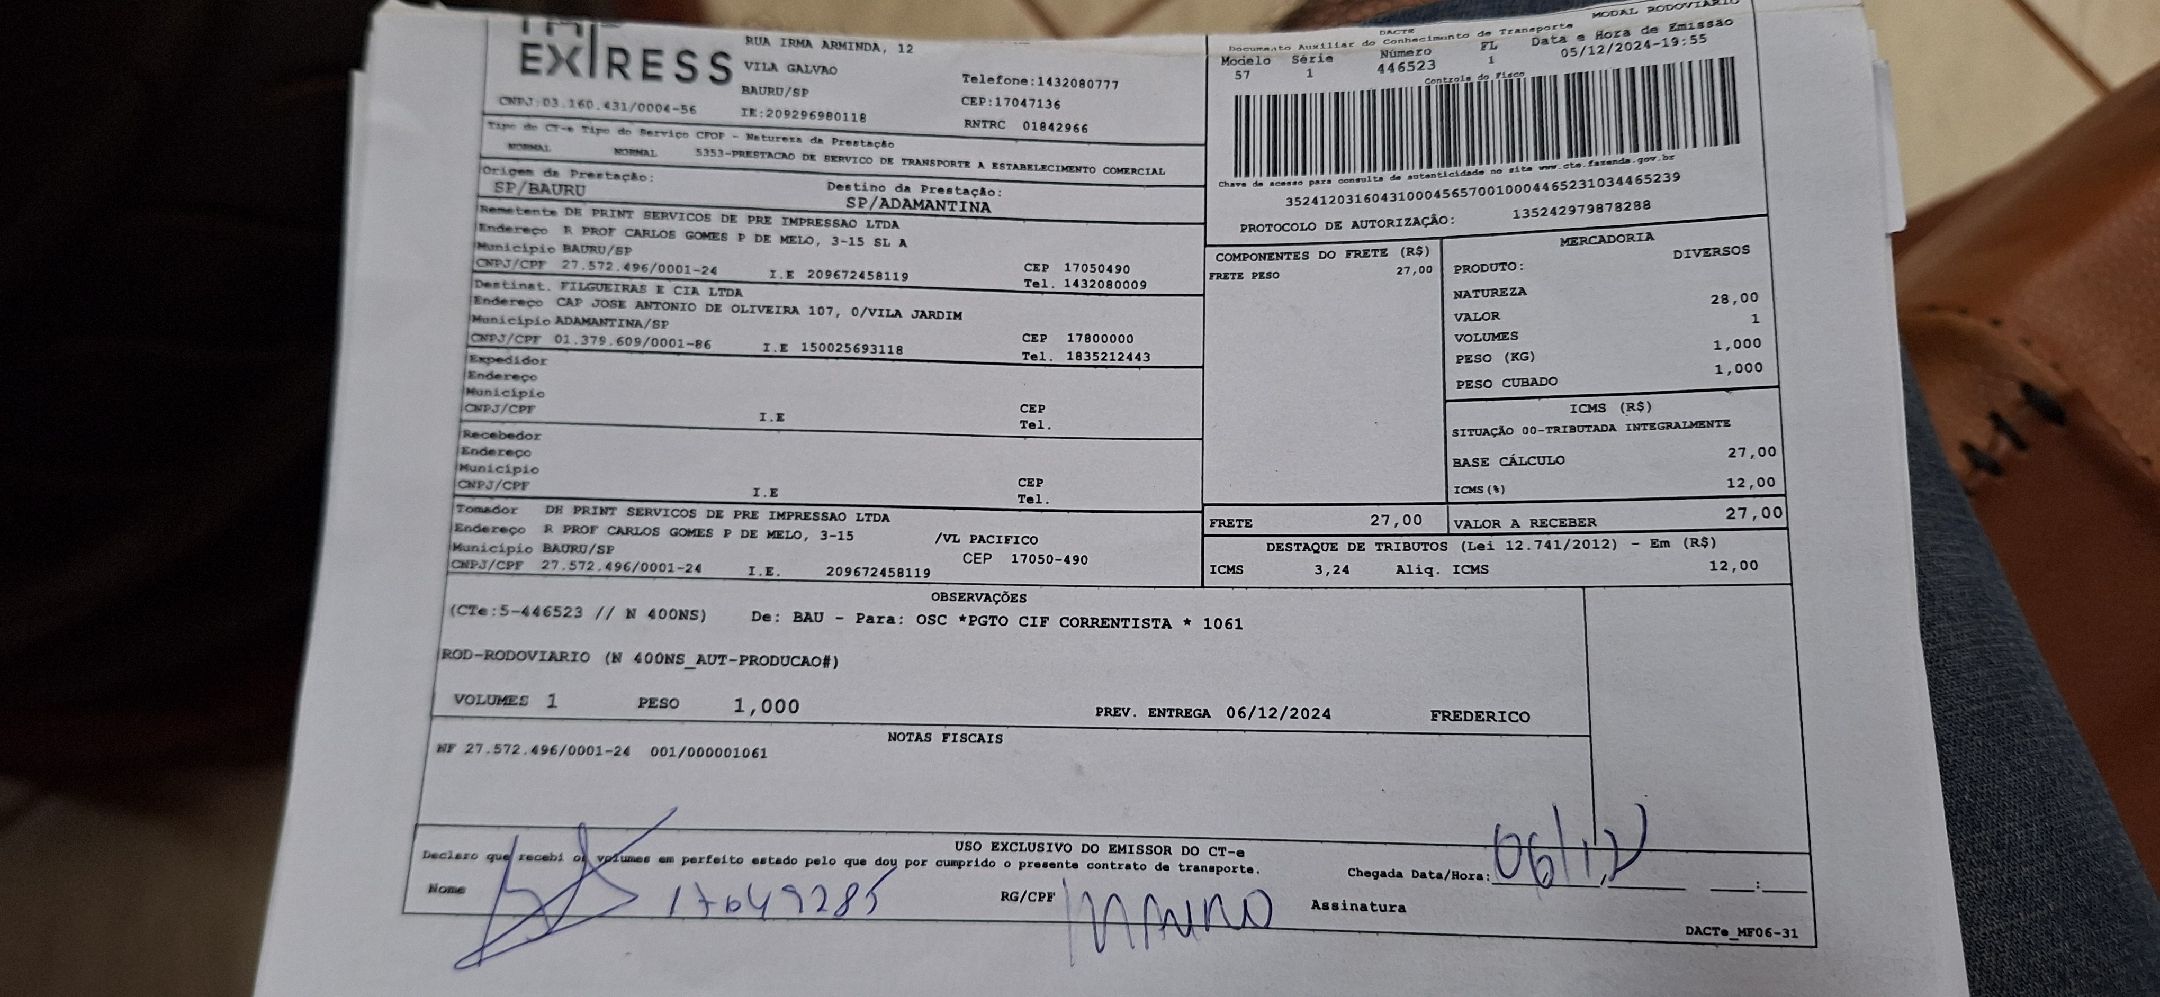 EXPRESS
RUA IRMA ARMINDA, 12
VILA GALVAO
BAURU/SP
Telefone:1432080777
CEP:17047136
CNPJ:03.160.431/0004-56 IE:209296980118 RNTRC 01842966
Tipo do CT-e Tipo do Serviço CFOP - Natureza da Prestação
NORMAL NORMAL 5353-PRESTACAO DE SERVICO DE TRANSPORTE A ESTABELECIMENTO COMERCIAL
Origem da Prestação: Destino da Prestação:
SP/BAURU SP/ADAMANTINA
Remetente DE PRINT SERVICOS DE PRE IMPRESSAO LTDA
Endereço R PROF CARLOS GOMES P DE MELO, 3-15 SL A
Município BAURU/SP CEP 17050490
CNPJ/CPF 27.572.496/0001-24 I.E 209672458119 Tel. 1432080009
Destinat. FILGUEIRAS E CIA LTDA
Endereço CAP JOSE ANTONIO DE OLIVEIRA 107, 0/VILA JARDIM
Município ADAMANTINA/SP CEP 17800000
CNPJ/CPF 01.379.609/0001-86 I.E 150025693118 Tel. 1835212443
Expedidor
Endereço
Município CEP
CNPJ/CPF I.E Tel.
Recebedor
Endereço
Município CEP
CNPJ/CPF I.E Tel.
Tomador DE PRINT SERVICOS DE PRE IMPRESSAO LTDA
Endereço R PROF CARLOS GOMES P DE MELO, 3-15 /VL PACIFICO
Município BAURU/SP CEP 17050-490
CNPJ/CPF 27.572.496/0001-24 I.E. 209672458119
MODAL RODOVIARIO
DACTE
Documento Auxiliar do Conhecimento de Transporte
Modelo Série Número FL Data e Hora de Emissão
57 1 446523 1 05/12/2024-19:55
Controle do Fisco
Chave de acesso para consulta de autenticidade no site www.cte.fazenda.gov.br
35241203160431000456570010004465231034465239
PROTOCOLO DE AUTORIZAÇÃO: 135242979878288
COMPONENTES DO FRETE (R$)
FRETE PESO 27,00
MERCADORIA
PRODUTO: DIVERSOS
NATUREZA
VALOR 28,00
VOLUMES 1
PESO (KG) 1,000
PESO CUBADO 1,000
ICMS (R$)
SITUAÇÃO 00-TRIBUTADA INTEGRALMENTE
BASE CÁLCULO 27,00
ICMS(%) 12,00
FRETE 27,00 VALOR A RECEBER 27,00
DESTAQUE DE TRIBUTOS (Lei 12.741/2012) - Em (R$)
ICMS 3,24 Aliq. ICMS 12,00
OBSERVAÇÕES
(CTe:5-446523 // N 400NS) De: BAU - Para: OSC *PGTO CIF CORRENTISTA * 1061
ROD-RODOVIARIO (N 400NS_AUT-PRODUCAO#)
VOLUMES 1 PESO 1,000 PREV. ENTREGA 06/12/2024 FREDERICO
NOTAS FISCAIS
NF 27.572.496/0001-24 001/000001061
USO EXCLUSIVO DO EMISSOR DO CT-e
Declaro que recebi os volumes em perfeito estado pelo que dou por cumprido o presente contrato de transporte.
Chegada Data/Hora: 06/12 __:__
Nome 17649285 RG/CPF Assinatura
DACTe_MF06-31